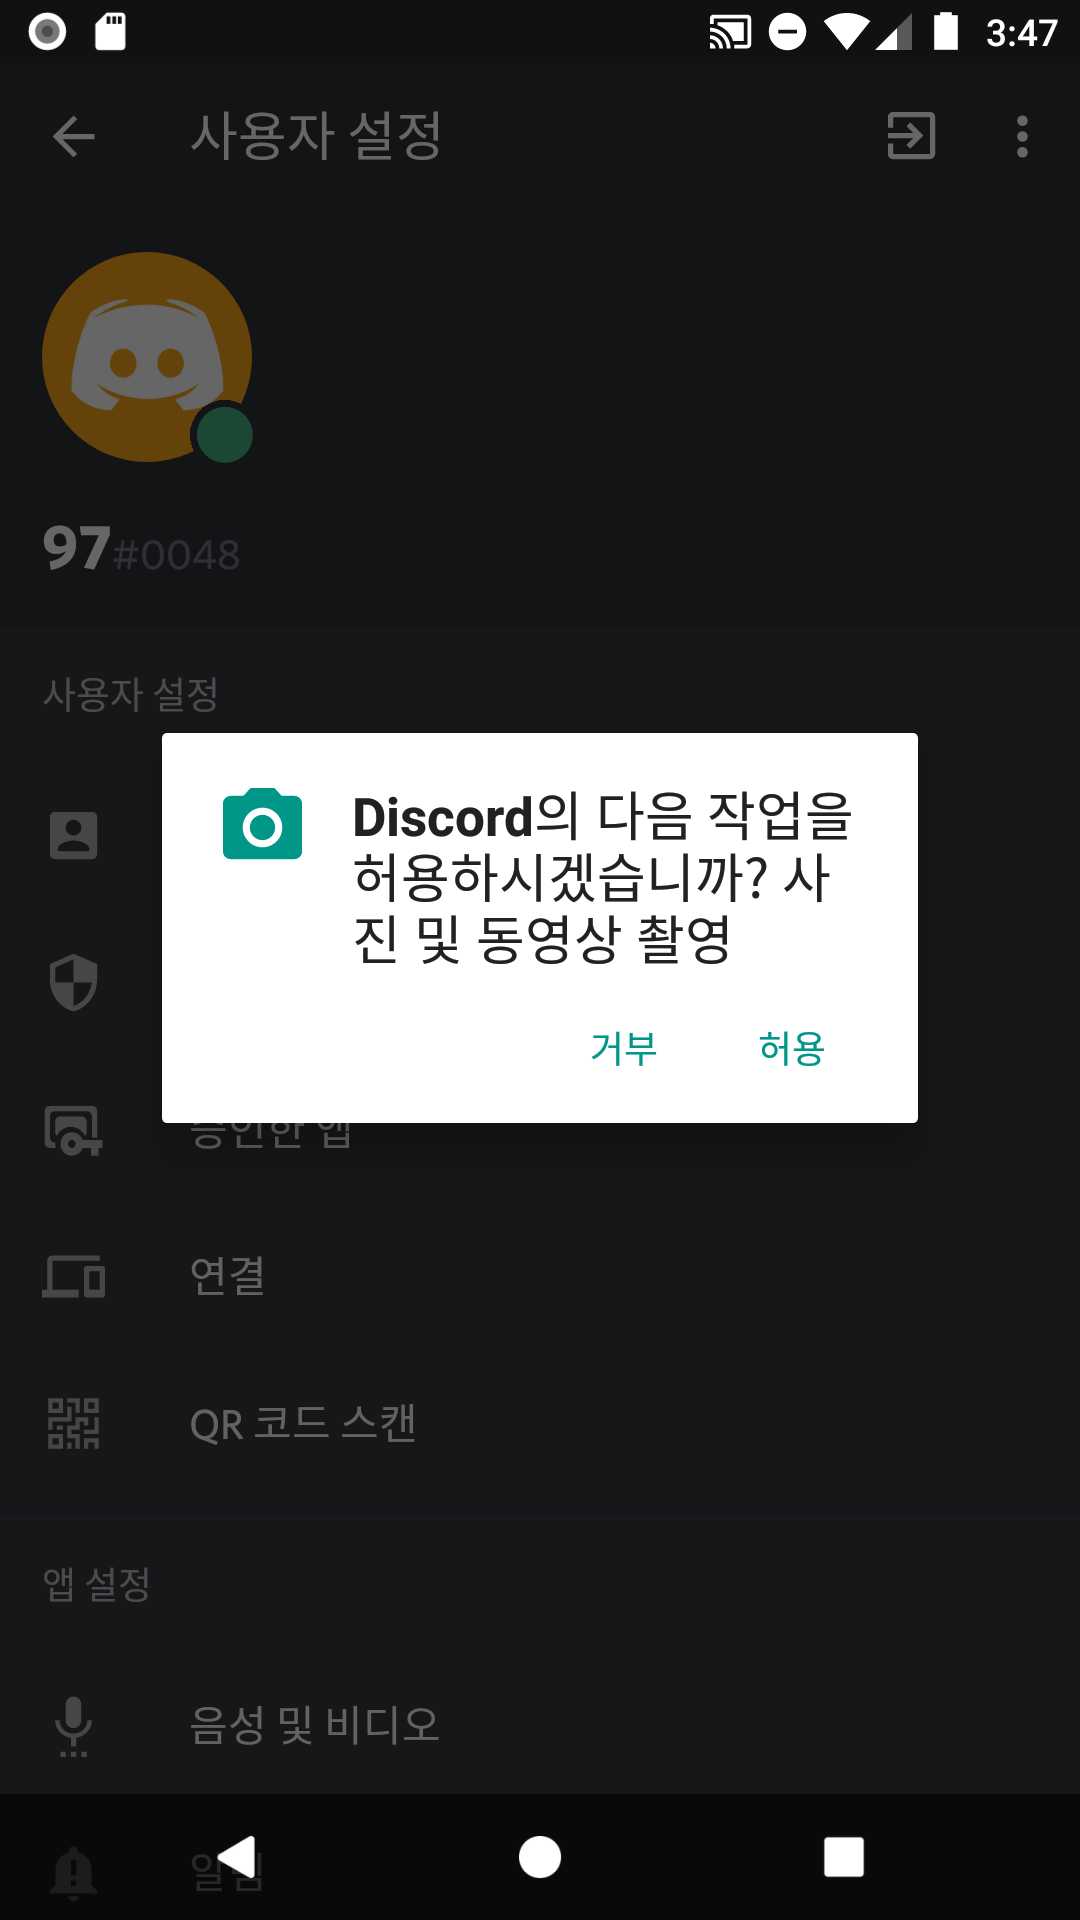 3:47
사용자 설정
97#0048
사용자 설정
Discord의 다음 작업을
허용하시겠습니까? 사
진 및 동영상 촬영
거부 허용
승인한 앱
연결
QR 코드 스캔
앱 설정
음성 및 비디오
알림